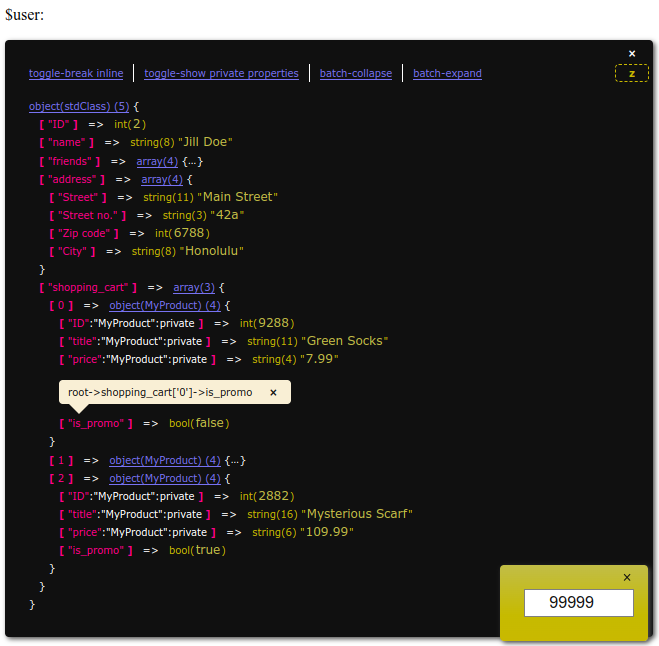 $user:
×
toggle-break inline toggle-show private properties batch-collapse batch-expand z
object(stdClass) (5) {
[ "ID" ] => int(2)
[ "name" ] => string(8) "Jill Doe"
[ "friends" ] => array(4) {...}
[ "address" ] => array(4) {
[ "Street" ] => string(11) "Main Street"
[ "Street no." ] => string(3) "42a"
[ "Zip code" ] => int(6788)
[ "City" ] => string(8) "Honolulu"
}
[ "shopping_cart" ] => array(3) {
[ 0 ] => object(MyProduct) (4) {
[ "ID":"MyProduct":private ] => int(9288)
[ "title":"MyProduct":private ] => string(11) "Green Socks"
[ "price":"MyProduct":private ] => string(4) "7.99"
root->shopping_cart['0']->is_promo ×
[ "is_promo" ] => bool(false)
}
[ 1 ] => object(MyProduct) (4) {...}
[ 2 ] => object(MyProduct) (4) {
[ "ID":"MyProduct":private ] => int(2882)
[ "title":"MyProduct":private ] => string(16) "Mysterious Scarf"
[ "price":"MyProduct":private ] => string(6) "109.99"
[ "is_promo" ] => bool(true)
}
}
}
×
99999